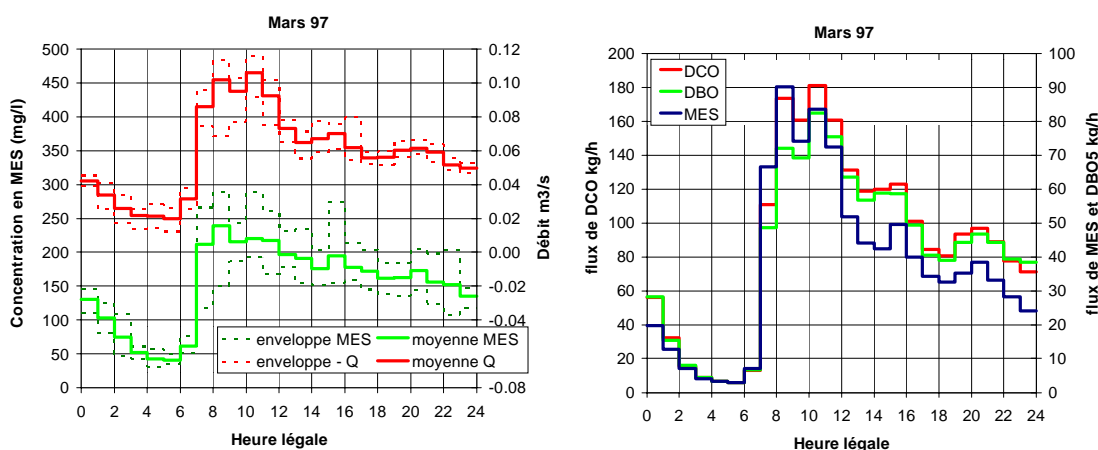 Mars 97
Concentration en MES (mg/l)
500
450
400
350
300
250
200
150
100
50
0
0.12
0.10
0.08
0.06
0.04
0.02
0.00
-0.02
-0.04
-0.06
-0.08
Débit m3/s
enveloppe MES
moyenne MES
enveloppe - Q
moyenne Q
0 2 4 6 8 10 12 14 16 18 20 22 24
Heure légale
Mars 97
flux de DCO kg/h
200
180
160
140
120
100
80
60
40
20
0
DCO
DBO
MES
100
90
80
70
60
50
40
30
20
10
0
flux de MES et DBO5 kg/h
0 2 4 6 8 10 12 14 16 18 20 22 24
Heure légale